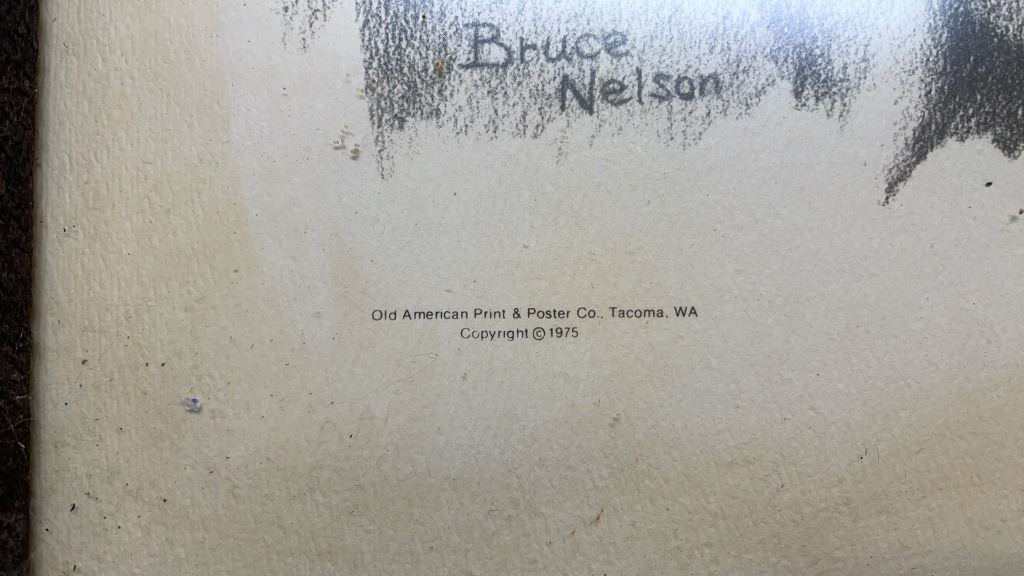 Bruce
Nelson
Old American Print & Poster Co., Tacoma, WA
Copyright © 1975